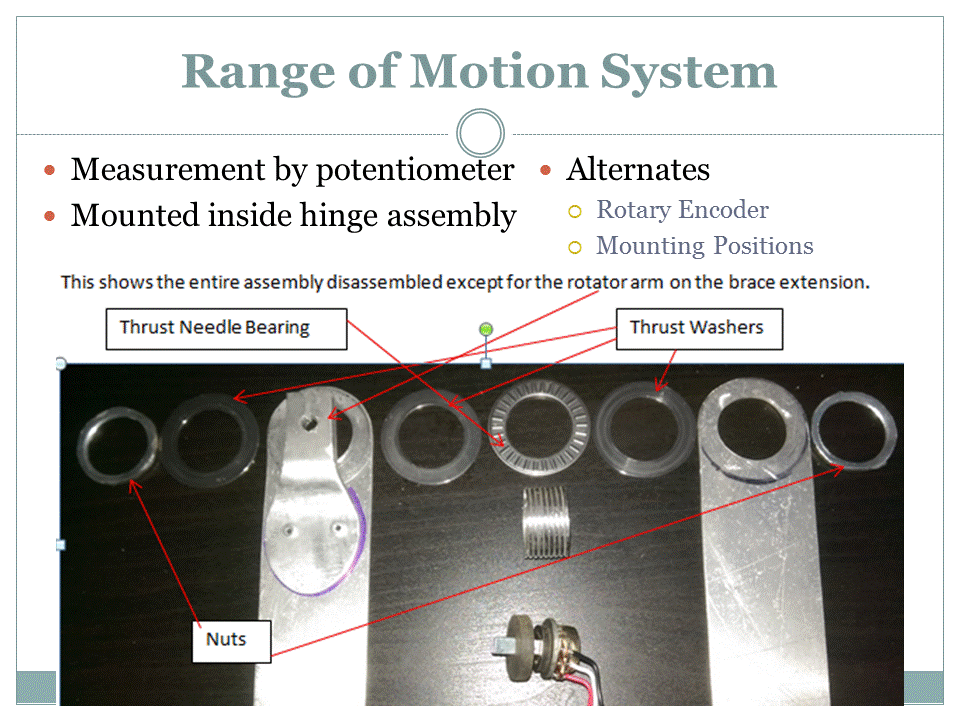 Range of Motion System
Measurement by potentiometer
Mounted inside hinge assembly
Alternates
Rotary Encoder
Mounting Positions
This shows the entire assembly disassembled except for the rotator arm on the brace extension.
Thrust Needle Bearing
Thrust Washers
Nuts